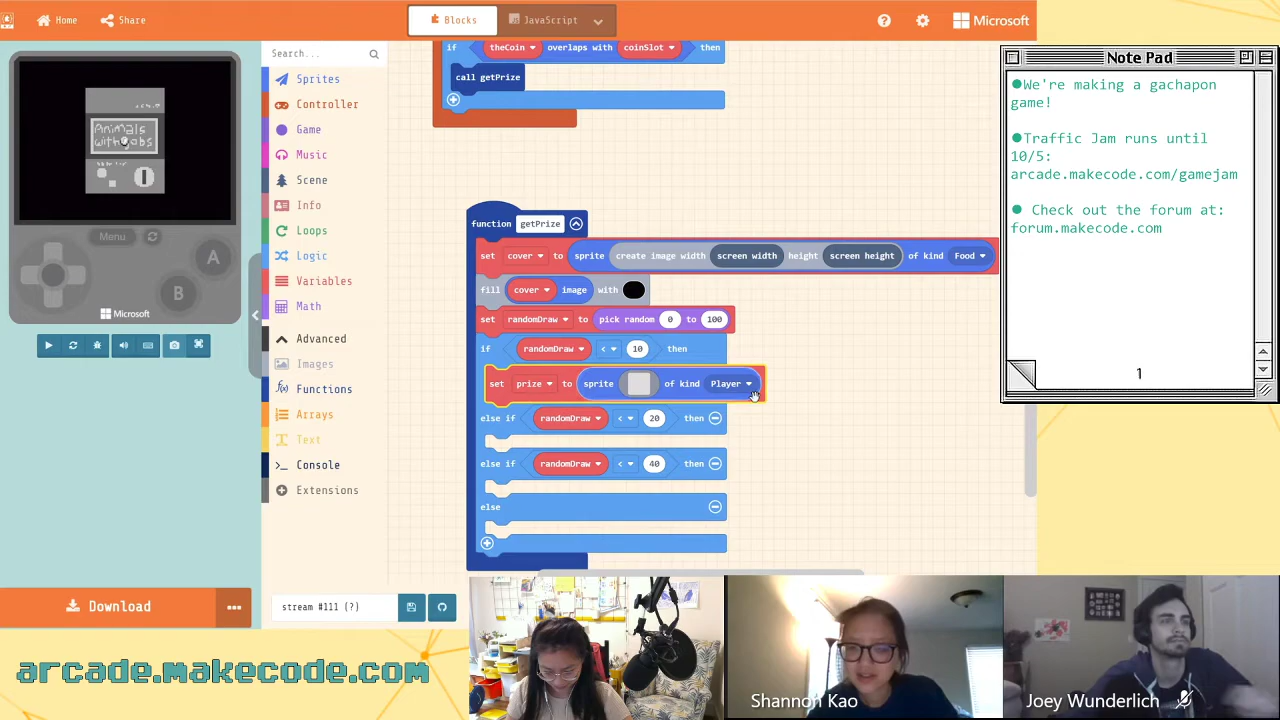 Home
Share
Blocks
JavaScript
Microsoft
Search...
Sprites
Controller
Game
Music
Scene
Info
Loops
Logic
Variables
Math
Advanced
Images
Functions
Arrays
Text
Console
Extensions
Animals
with jobs
Menu
A
B
Microsoft
if theCoin overlaps with coinSlot then
call getPrize
function getPrize
set cover to sprite create image width screen width height screen height of kind Food
fill cover image with
set randomDraw to pick random 0 to 100
if randomDraw < 10 then
set prize to sprite of kind Player
else if randomDraw < 20 then
else if randomDraw < 40 then
else
Note Pad
●We're making a gachapon
game!
●Traffic Jam runs until
10/5:
arcade.makecode.com/gamejam
● Check out the forum at:
forum.makecode.com
1
Download
stream #111 (?)
arcade.makecode.com
Shannon Kao
Joey Wunderlich